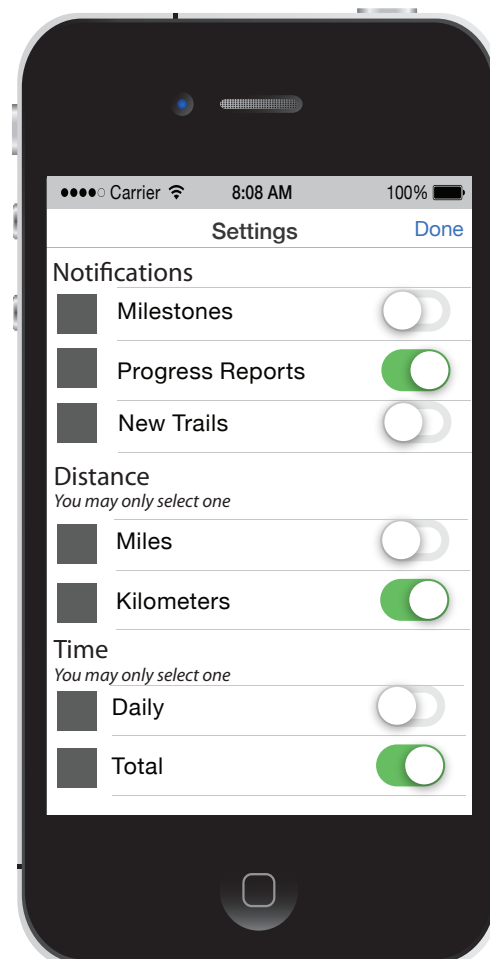 Carrier 8:08 AM 100%
Settings Done
Notifications
Milestones
Progress Reports
New Trails
Distance
You may only select one
Miles
Kilometers
Time
You may only select one
Daily
Total